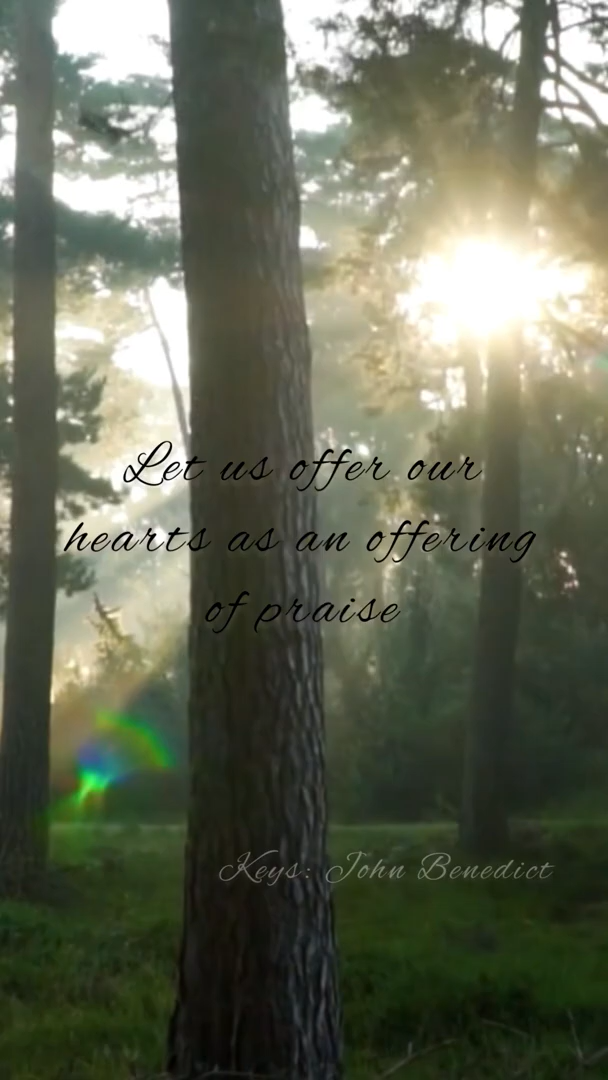 Let us offer our
hearts as an offering
of praise
Keys: John Benedict